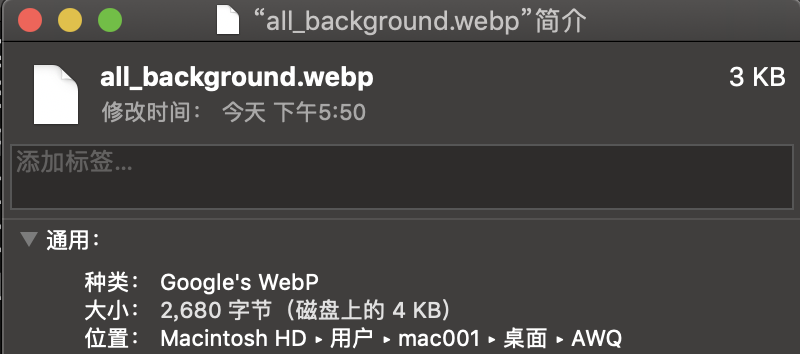 “all_background.webp”简介
all_background.webp 3 KB
修改时间： 今天 下午5:50
添加标签...
通用：
种类： Google's WebP
大小： 2,680 字节（磁盘上的 4 KB）
位置： Macintosh HD ▸ 用户 ▸ mac001 ▸ 桌面 ▸ AWQ